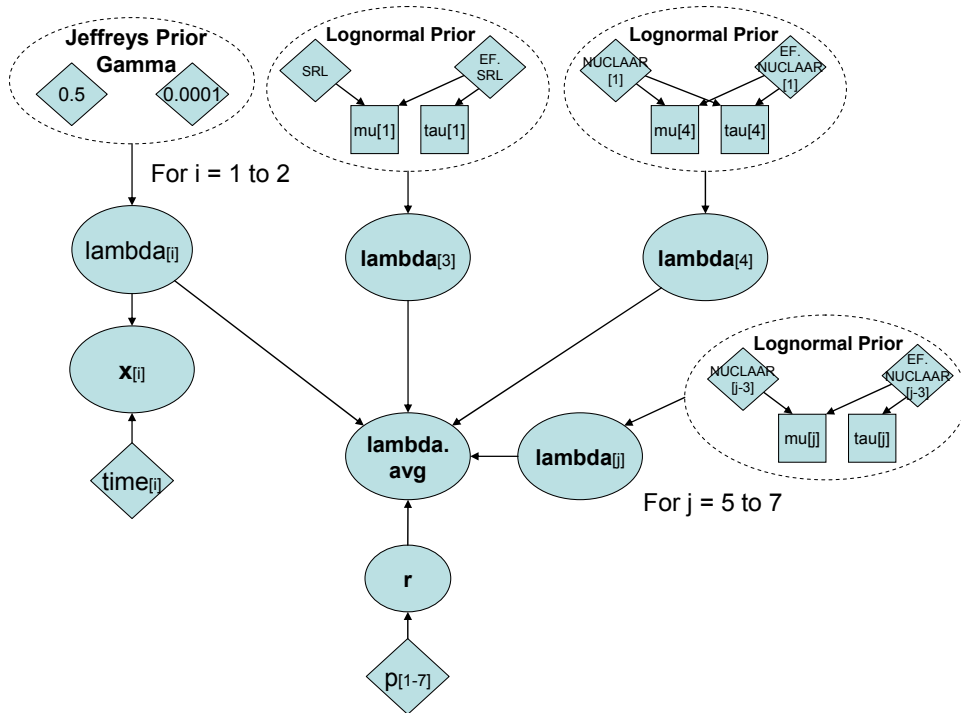 Jeffreys Prior
Gamma
0.5
0.0001
Lognormal Prior
SRL
EF.
SRL
mu[1]
tau[1]
Lognormal Prior
NUCLAAR
[1]
EF.
NUCLAAR
[1]
mu[4]
tau[4]
For i = 1 to 2
lambda[i]
lambda[3]
lambda[4]
x[i]
time[i]
Lognormal Prior
NUCLAAR
[j-3]
EF.
NUCLAAR
[j-3]
mu[j]
tau[j]
lambda.
avg
lambda[j]
For j = 5 to 7
r
p[1-7]